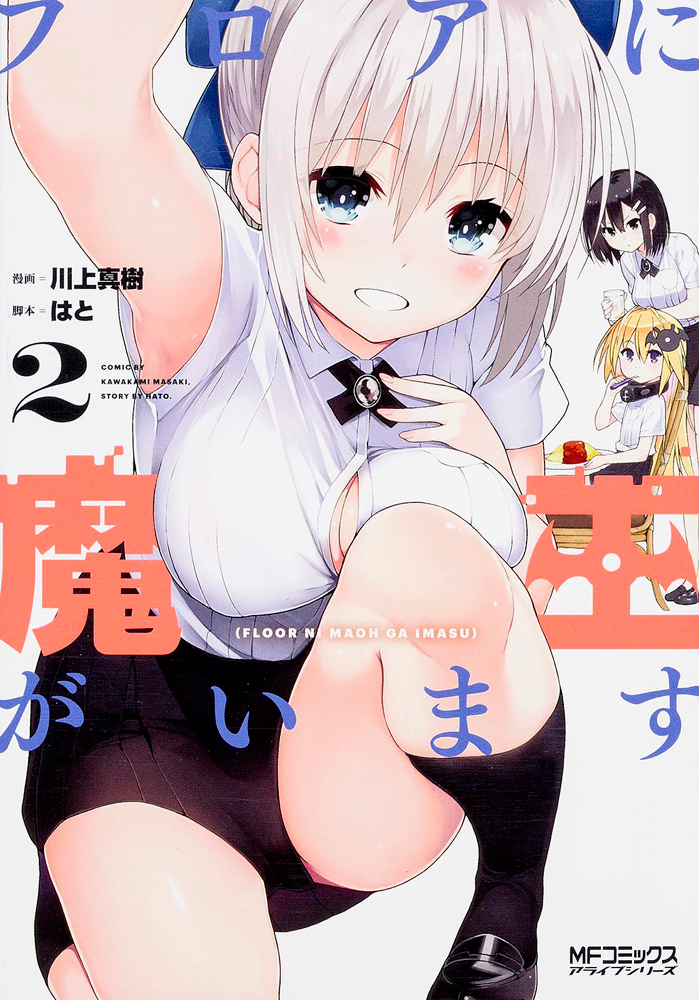 フロアに
漫画=川上真樹
脚本=はと
2
COMIC BY
KAWAKAMI MASAKI.
STORY BY HATO.
魔王
(FLOOR NI MAOH GA IMASU)
がいます
MFコミックス
アライブシリーズ